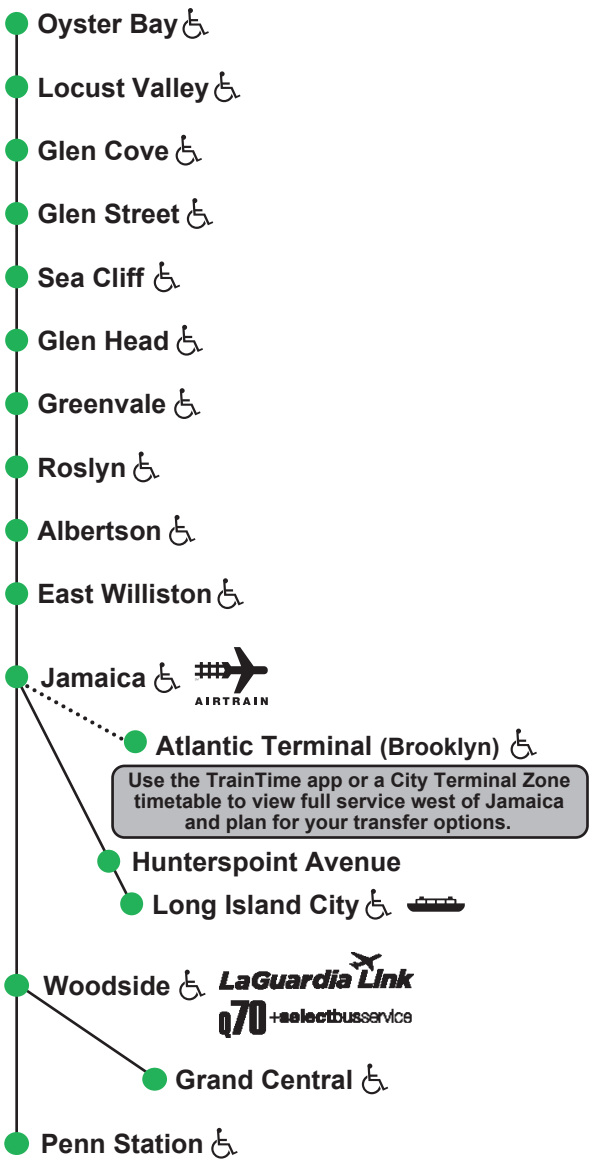 Oyster Bay
Locust Valley
Glen Cove
Glen Street
Sea Cliff
Glen Head
Greenvale
Roslyn
Albertson
East Williston
Jamaica
AIRTRAIN
Atlantic Terminal (Brooklyn)
Use the TrainTime app or a City Terminal Zone
timetable to view full service west of Jamaica
and plan for your transfer options.
Hunterspoint Avenue
Long Island City
Woodside
LaGuardia Link
Q70 +selectbusservice
Grand Central
Penn Station